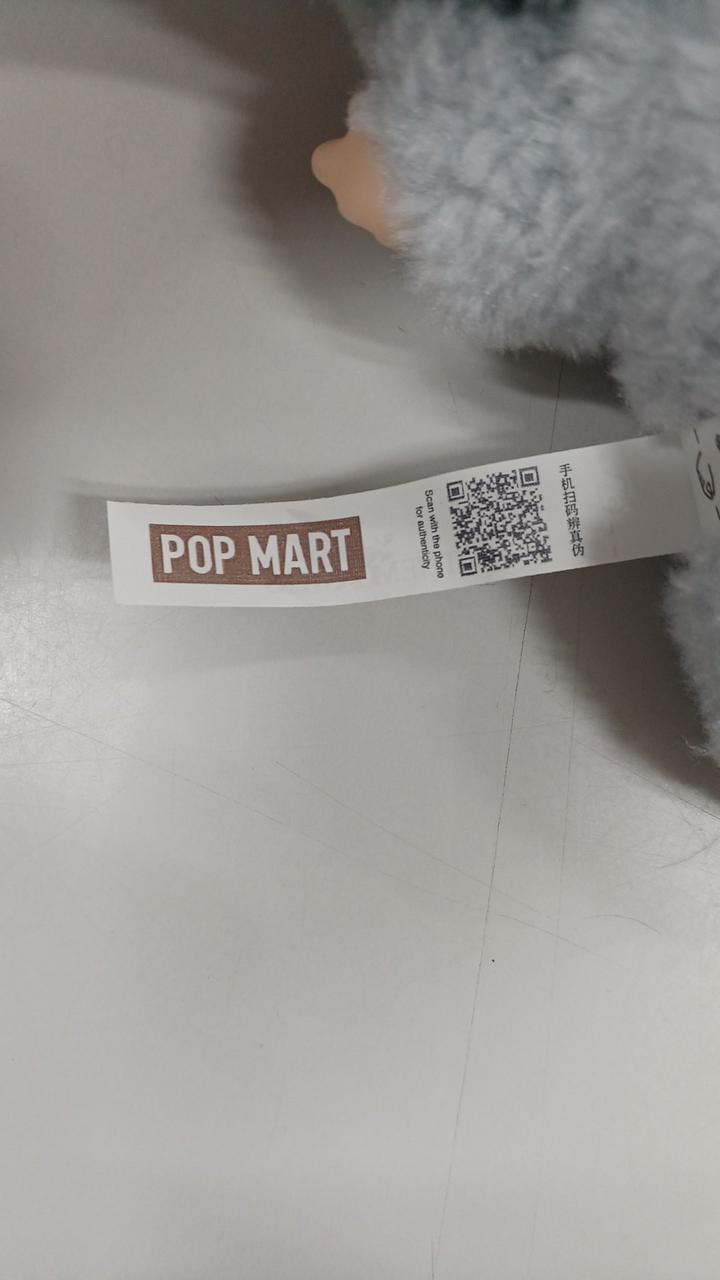 POP MART
Scan with the phone
for authenticity
手机扫码辨真伪